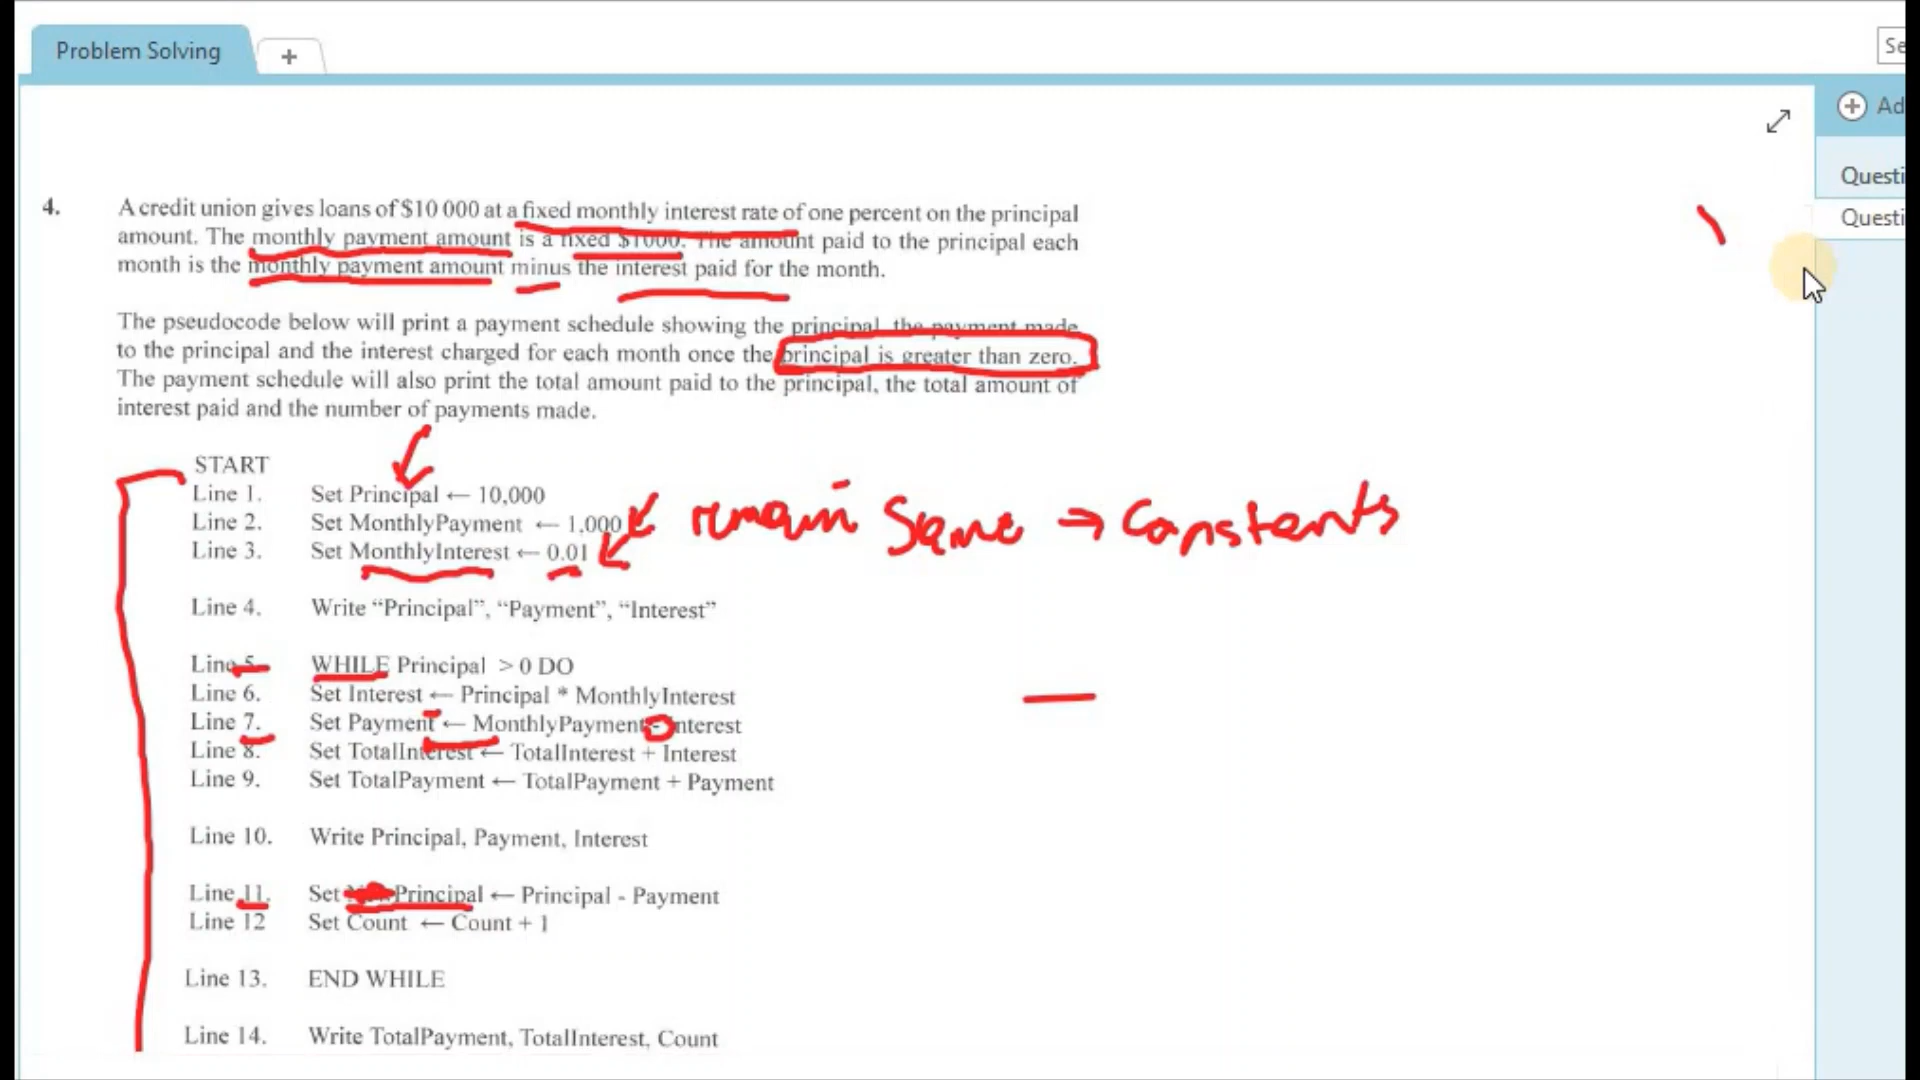 Problem Solving +
Se
Ad
Questi
Questi
4. A credit union gives loans of $10 000 at a fixed monthly interest rate of one percent on the principal
amount. The monthly payment amount is a fixed $1000. The amount paid to the principal each
month is the monthly payment amount minus the interest paid for the month.
The pseudocode below will print a payment schedule showing the principal, the payment made
to the principal and the interest charged for each month once the principal is greater than zero.
The payment schedule will also print the total amount paid to the principal, the total amount of
interest paid and the number of payments made.
START
Line 1. Set Principal ← 10,000
Line 2. Set MonthlyPayment ← 1,000
remain Same → Constants
Line 3. Set MonthlyInterest ← 0.01
Line 4. Write “Principal”, “Payment”, “Interest”
Line 5. WHILE Principal > 0 DO
Line 6. Set Interest ← Principal * MonthlyInterest
Line 7. Set Payment ← MonthlyPayment - Interest
Line 8. Set TotalInterest ← TotalInterest + Interest
Line 9. Set TotalPayment ← TotalPayment + Payment
Line 10. Write Principal, Payment, Interest
Line 11. Set Principal ← Principal - Payment
Line 12 Set Count ← Count + 1
Line 13. END WHILE
Line 14. Write TotalPayment, TotalInterest, Count